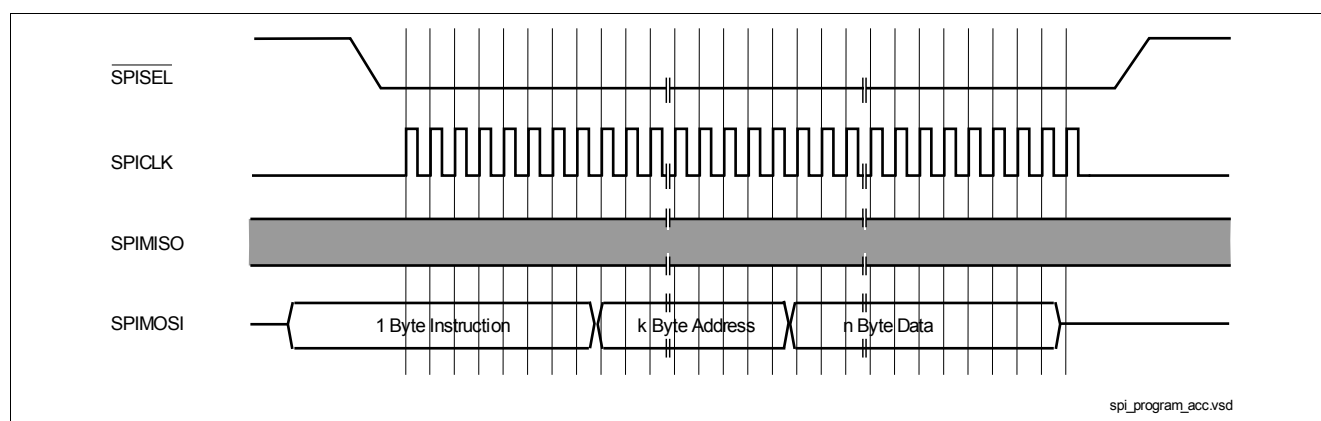 SPISEL
SPICLK
SPIMISO
SPIMOSI 1 Byte Instruction k Byte Address n Byte Data
spi_program_acc.vsd